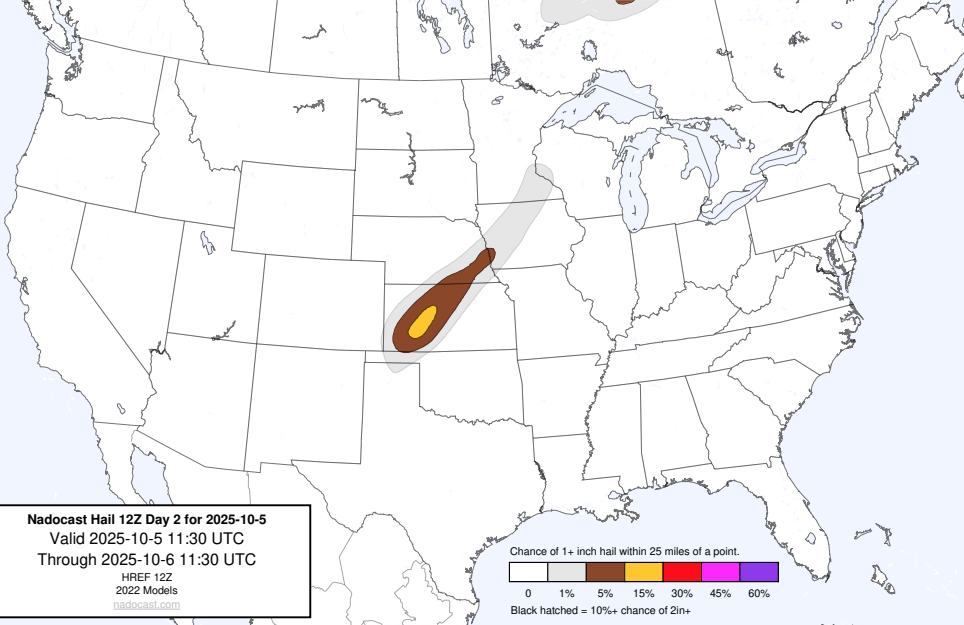 Nadocast Hail 12Z Day 2 for 2025-10-5
Valid 2025-10-5 11:30 UTC
Through 2025-10-6 11:30 UTC
HREF 12Z
2022 Models
nadocast.com
Chance of 1+ inch hail within 25 miles of a point.
0 1% 5% 15% 30% 45% 60%
Black hatched = 10%+ chance of 2in+